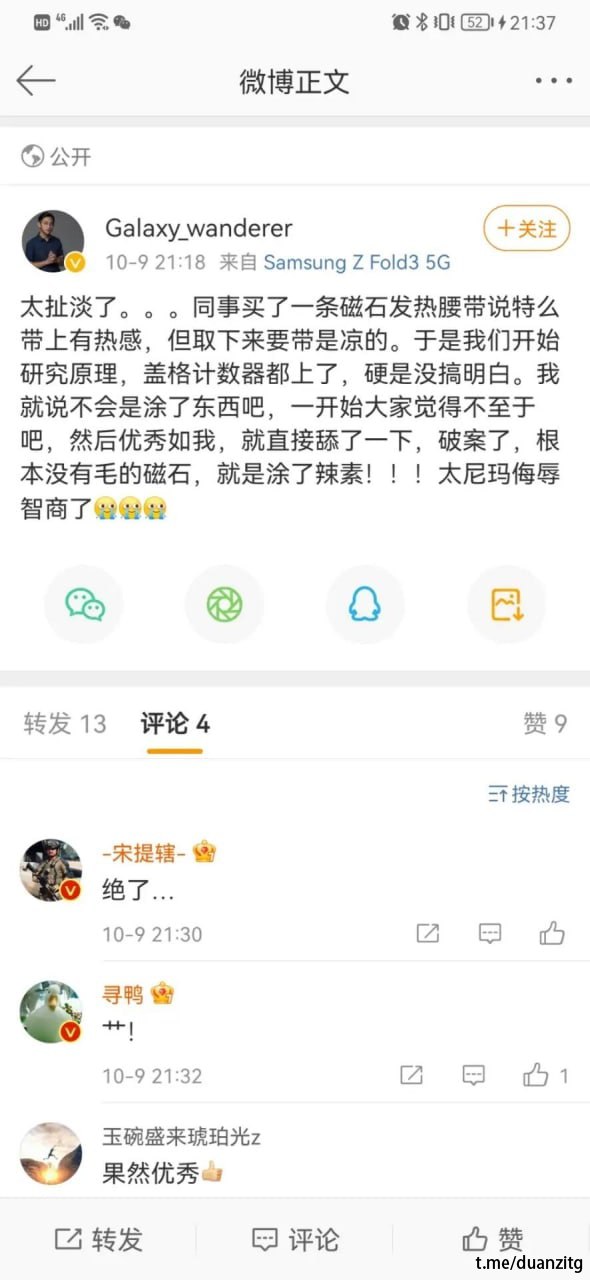 HD 4G 52 21:37
微博正文
公开
Galaxy_wanderer
+关注
10-9 21:18 来自 Samsung Z Fold3 5G
太扯淡了。。。同事买了一条磁石发热腰带说特么
带上有热感，但取下来要带是凉的。于是我们开始
研究原理，盖格计数器都上了，硬是没搞明白。我
就说不会是涂了东西吧，一开始大家觉得不至于
吧，然后优秀如我，就直接舔了一下，破案了，根
本没有毛的磁石，就是涂了辣素！！！太尼玛侮辱
智商了😭😭😭
转发 13 评论 4 赞 9
按热度
-宋提辖-
绝了...
10-9 21:30
寻鸭
艹！
10-9 21:32 1
玉碗盛来琥珀光z
果然优秀👍
转发 评论 赞
t.me/duanzitg